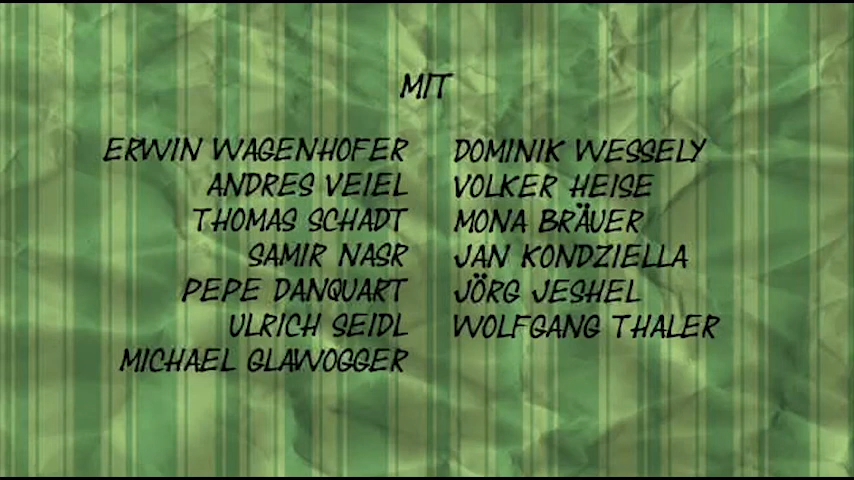 MIT
ERWIN WAGENHOFER
ANDRES VEIEL
THOMAS SCHADT
SAMIR NASR
PEPE DANQUART
ULRICH SEIDL
MICHAEL GLAWOGGER
DOMINIK WESSELY
VOLKER HEISE
MONA BRÄUER
JAN KONDZIELLA
JÖRG JESHEL
WOLFGANG THALER